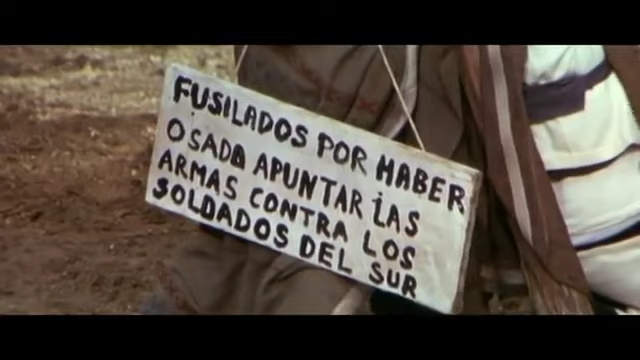 FUSILADOS POR HABER
OSADO APUNTAR LAS
ARMAS CONTRA LOS
SOLDADOS DEL SUR